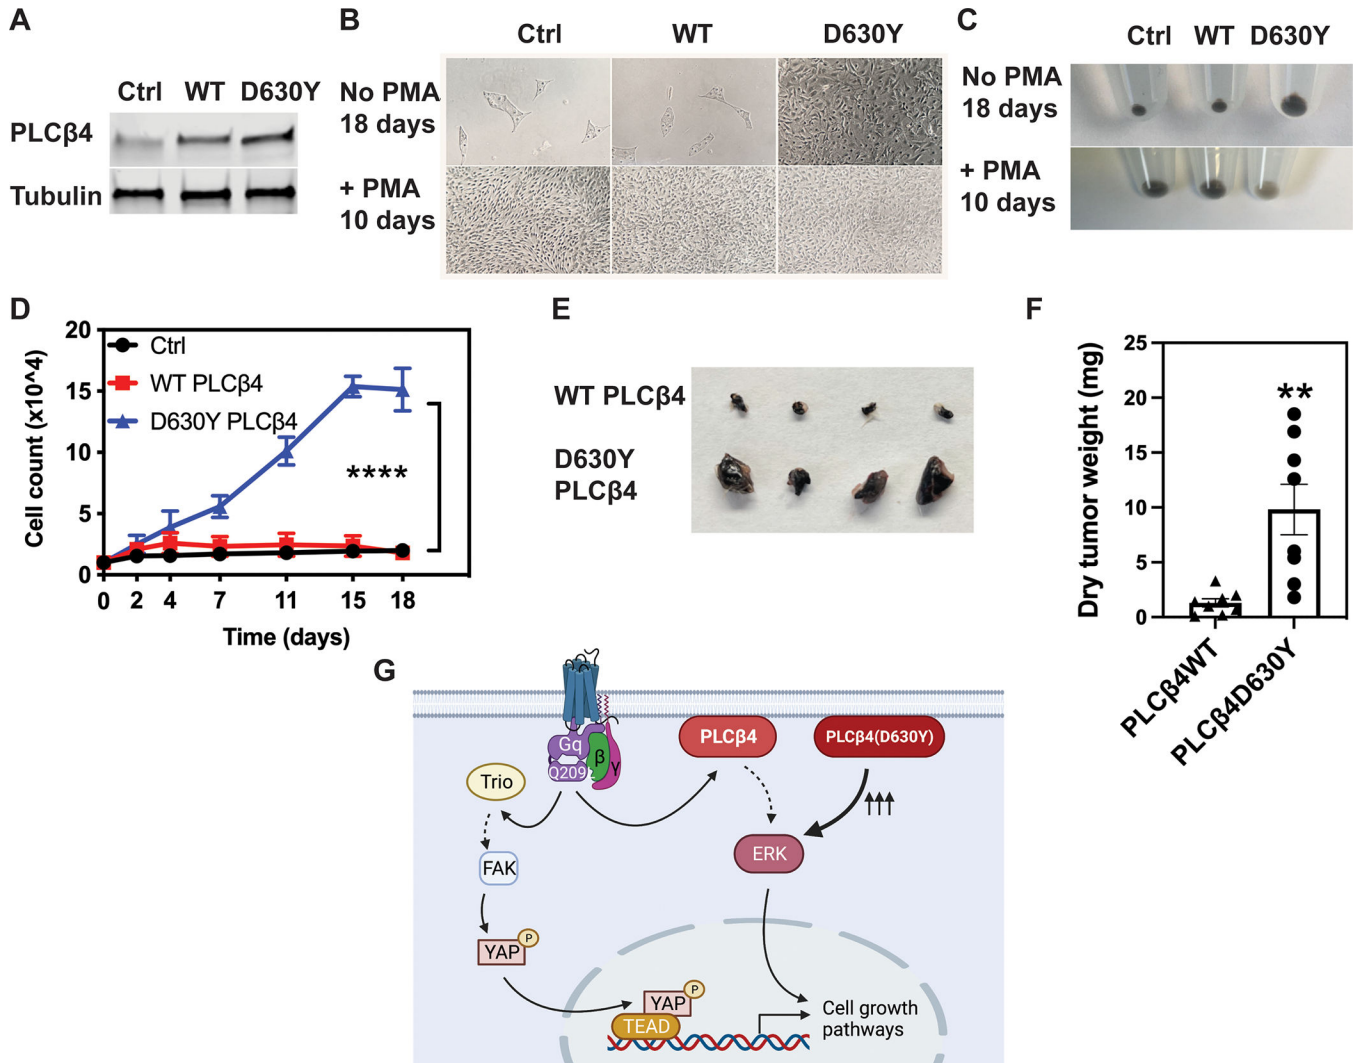 A
Ctrl WT D630Y
PLCβ4
Tubulin
B
Ctrl WT D630Y
No PMA
18 days
+ PMA
10 days
C
Ctrl WT D630Y
No PMA
18 days
+ PMA
10 days
D
Cell count (x10^4)
20
15
10
5
0
Ctrl
WT PLCβ4
D630Y PLCβ4
****
0 2 4 7 11 15 18
Time (days)
E
WT PLCβ4
D630Y
PLCβ4
F
Dry tumor weight (mg)
25
20
15
10
5
0
**
PLCβ4WT
PLCβ4D630Y
G
Gq
Q209
β
γ
PLCβ4
PLCβ4(D630Y)
Trio
FAK
ERK
YAP
P
YAP
P
TEAD
Cell growth
pathways